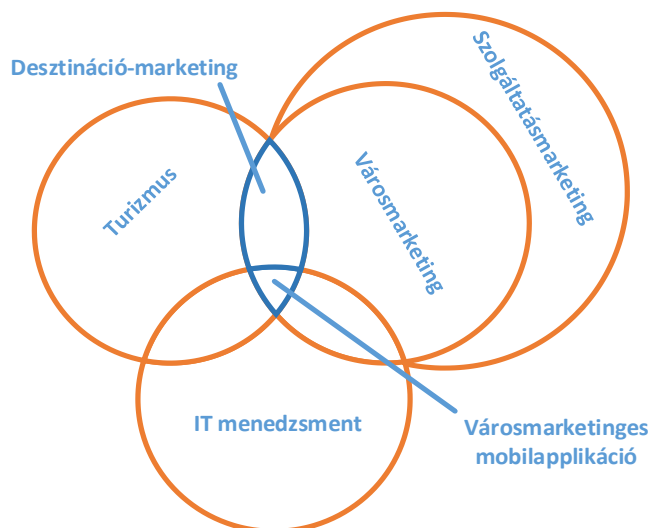 Desztináció-marketing
Szolgáltatásmarketing
Turizmus
Városmarketing
IT menedzsment
Városmarketinges
mobilapplikáció